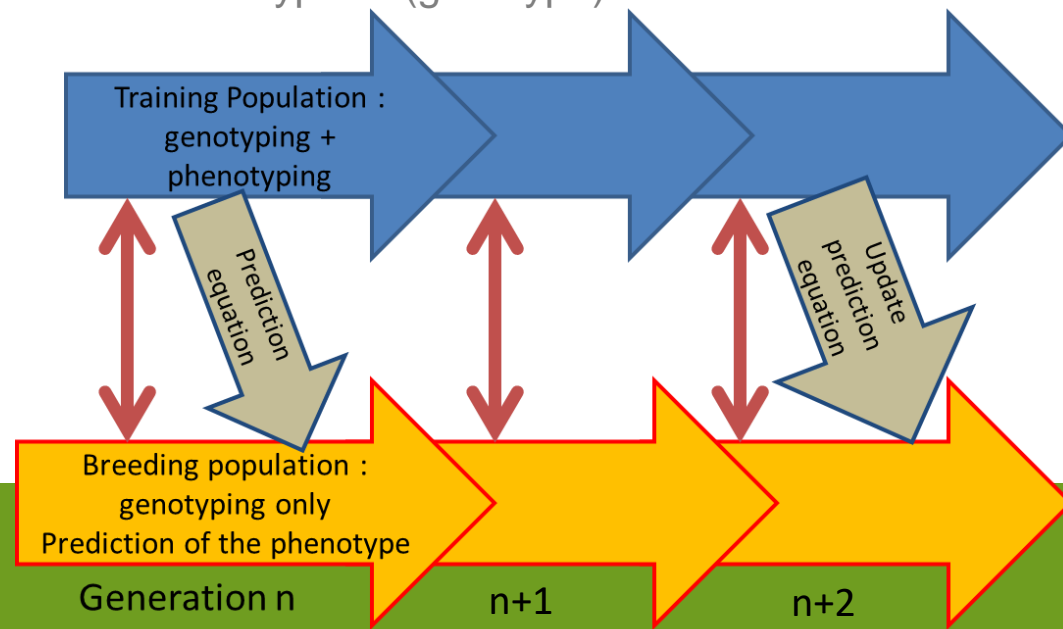 Training Population :
genotyping +
phenotyping
Prediction
equation
Update
prediction
equation
Breeding population :
genotyping only
Prediction of the phenotype
Generation n
n+1
n+2